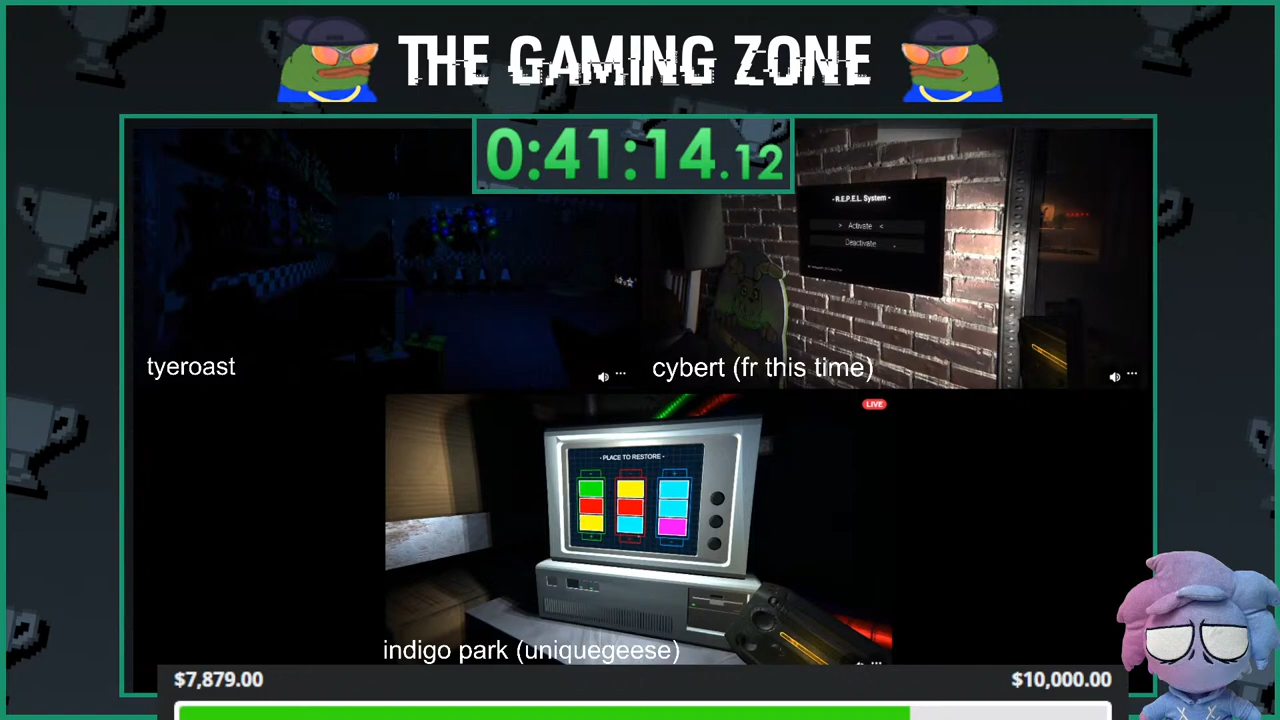 THE GAMING ZONE
0:41:14.12
- R.E.P.E.L. System -
> Activate <
Deactivate
tyeroast
cybert (fr this time)
LIVE
- PLACE TO RESTORE -
indigo park (uniquegeese)
$7,879.00
$10,000.00